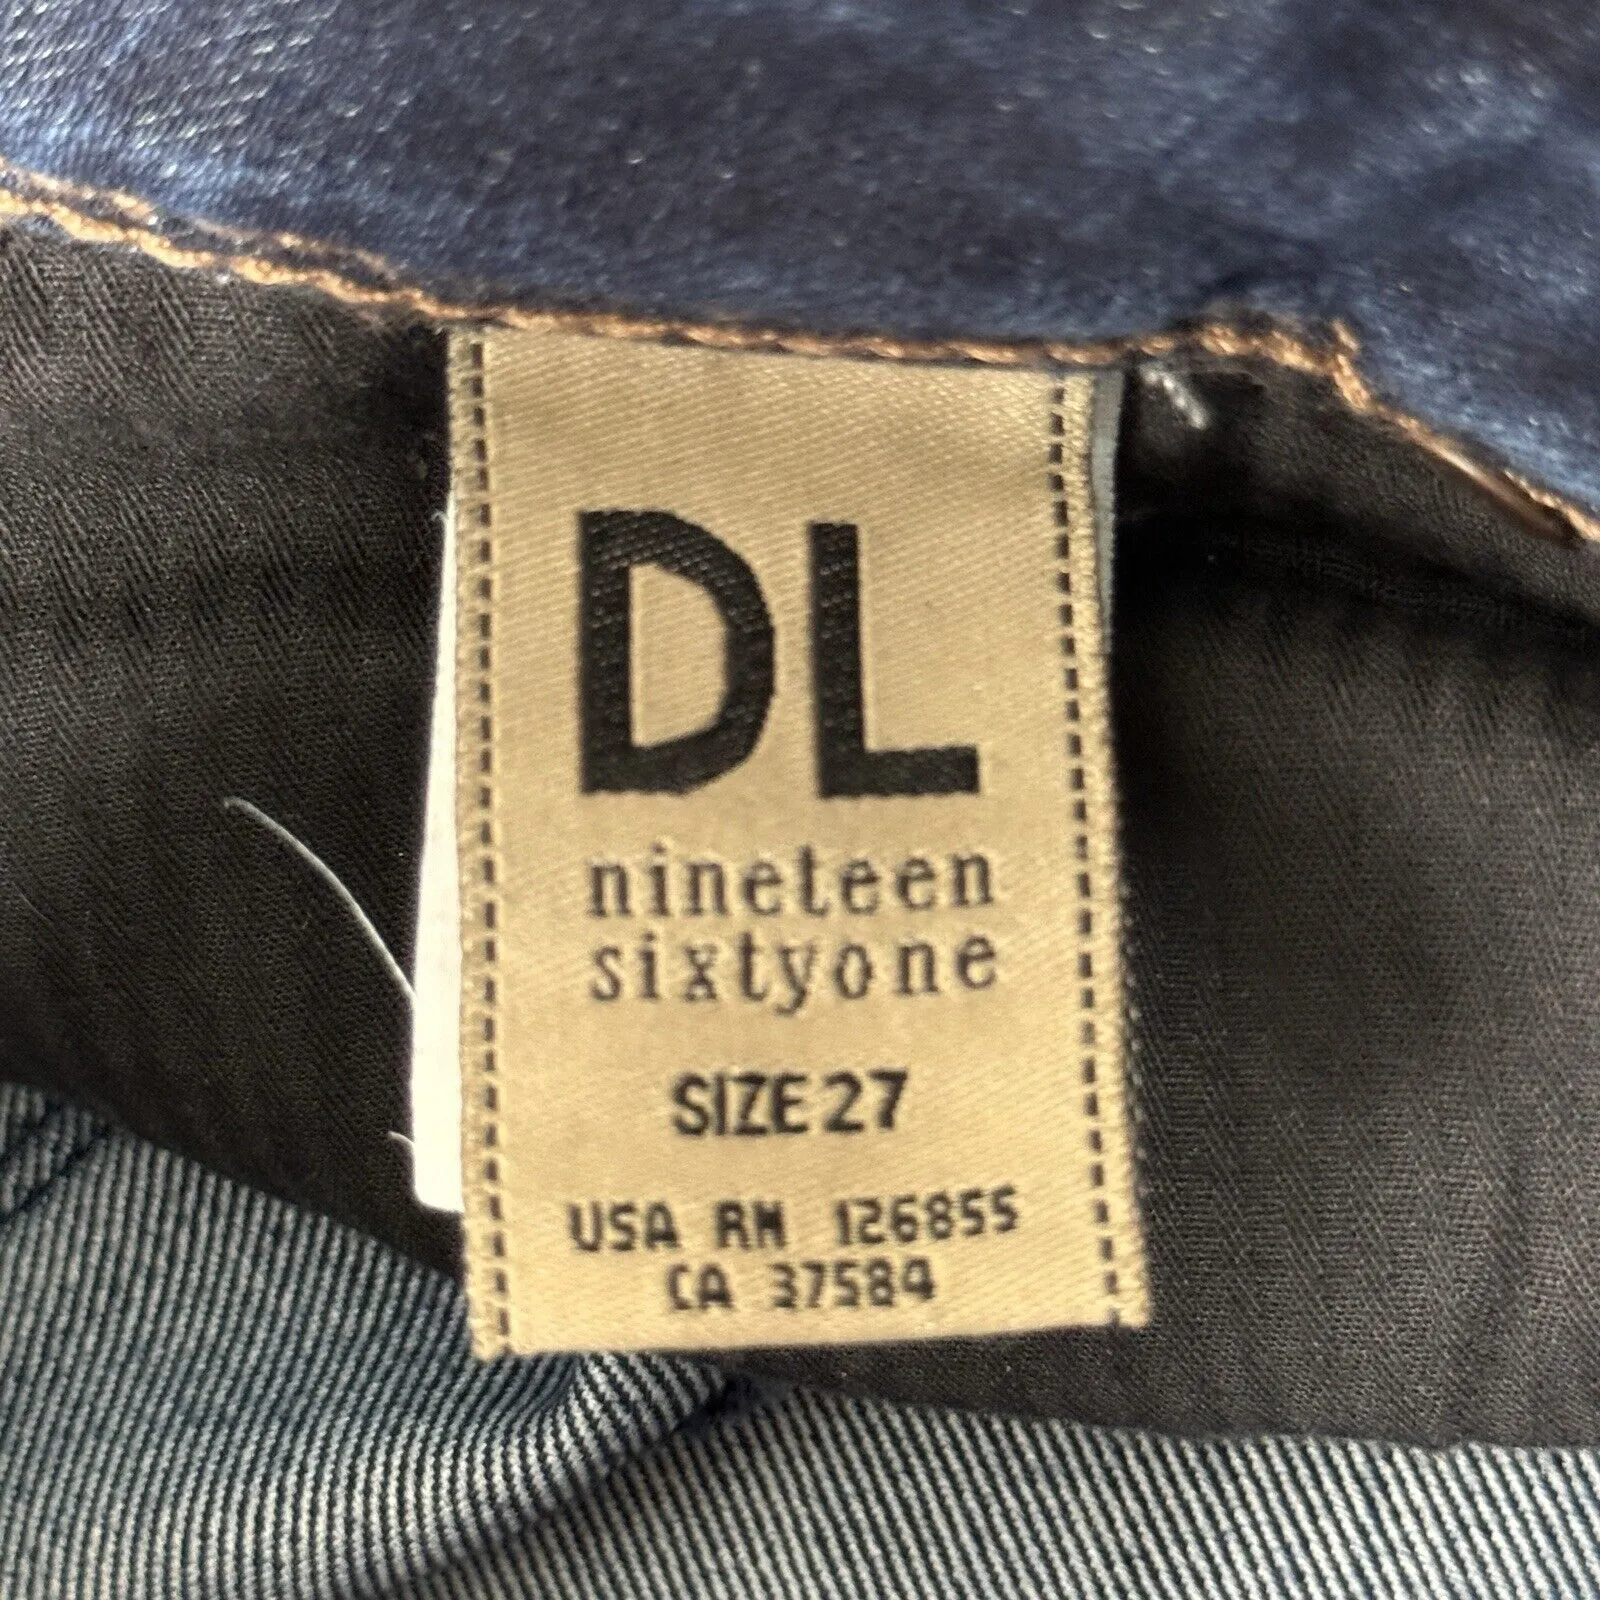 DL
nineteen
sixtyone
SIZE 27
USA RN 126855
CA 37584